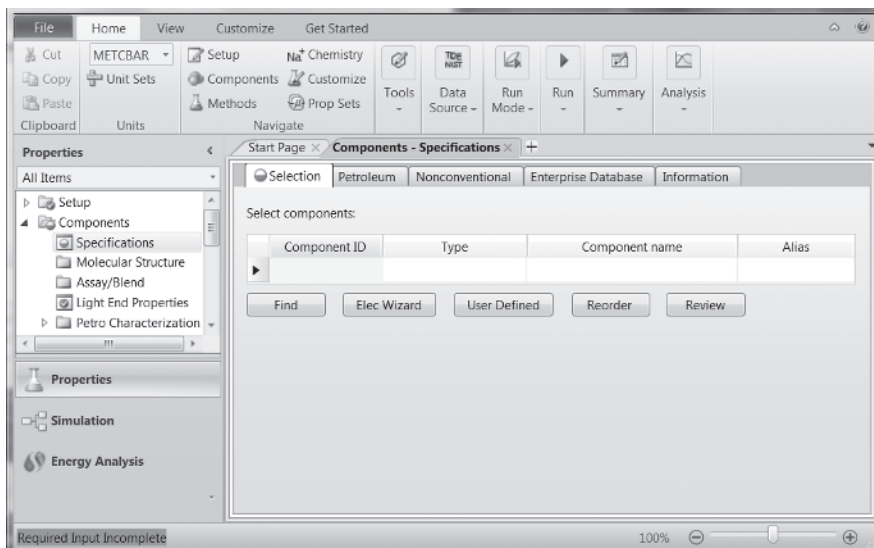 File Home View Customize Get Started
Cut METCBAR Setup Na+ Chemistry TDE NIST
Copy Unit Sets Components Customize
Paste Methods Prop Sets Tools Data Source Run Mode Run Summary Analysis
Clipboard Units Navigate
Properties Start Page Components - Specifications
All Items Selection Petroleum Nonconventional Enterprise Database Information
Setup
Components Select components:
Specifications Component ID Type Component name Alias
Molecular Structure
Assay/Blend
Light End Properties Find Elec Wizard User Defined Reorder Review
Petro Characterization
Properties
Simulation
Energy Analysis
Required Input Incomplete 100%